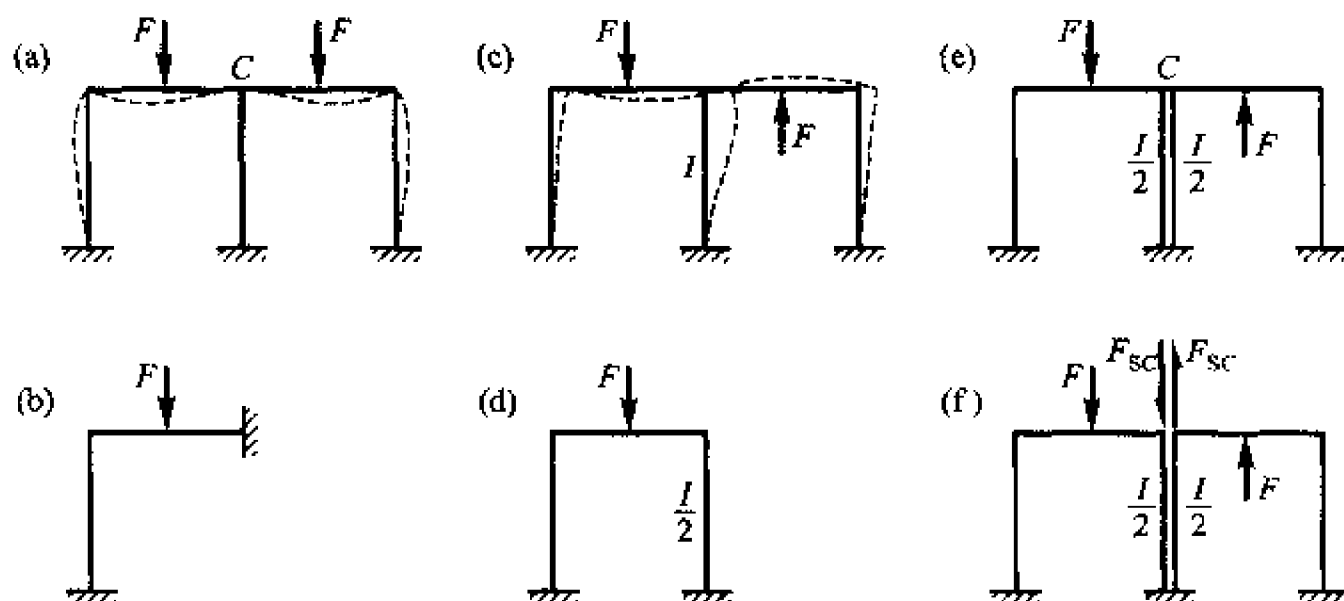 (a) F F C
(c) F I F
(e) F C I/2 I/2 F
(b) F
(d) F I/2
(f) F F_SC F_SC I/2 I/2 F